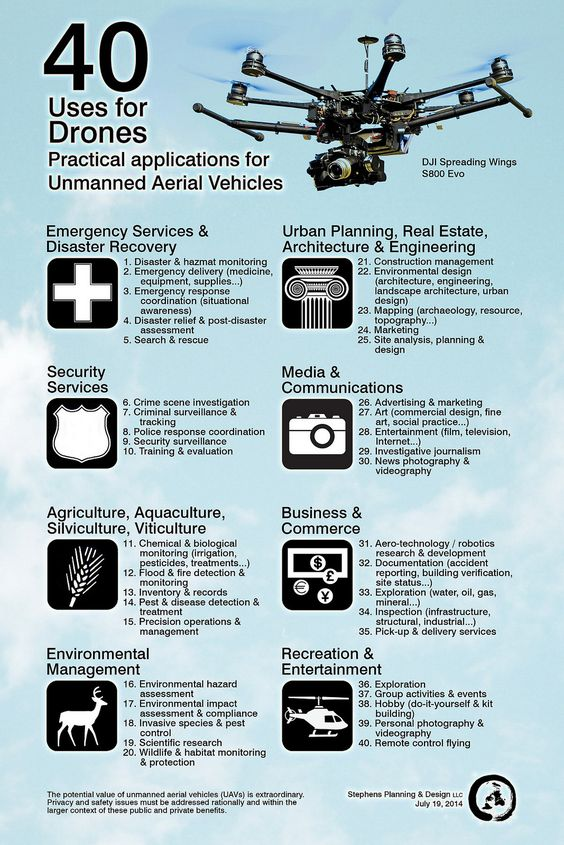 40
Uses for
Drones
Practical applications for
Unmanned Aerial Vehicles
DJI Spreading Wings
S800 Evo
Emergency Services &
Disaster Recovery
1. Disaster & hazmat monitoring
2. Emergency delivery (medicine,
equipment, supplies...)
3. Emergency response
coordination (situational
awareness)
4. Disaster relief & post-disaster
assessment
5. Search & rescue
Security
Services
6. Crime scene investigation
7. Criminal surveillance &
tracking
8. Police response coordination
9. Security surveillance
10. Training & evaluation
Agriculture, Aquaculture,
Silviculture, Viticulture
11. Chemical & biological
monitoring (irrigation,
pesticides, treatments...)
12. Flood & fire detection &
monitoring
13. Inventory & records
14. Pest & disease detection &
treatment
15. Precision operations &
management
Environmental
Management
16. Environmental hazard
assessment
17. Environmental impact
assessment & compliance
18. Invasive species & pest
control
19. Scientific research
20. Wildlife & habitat monitoring
& protection
Urban Planning, Real Estate,
Architecture & Engineering
21. Construction management
22. Environmental design
(architecture, engineering,
landscape architecture, urban
design)
23. Mapping (archaeology, resource,
topography...)
24. Marketing
25. Site analysis, planning &
design
Media &
Communications
26. Advertising & marketing
27. Art (commercial design, fine
art, social practice...)
28. Entertainment (film, television,
Internet...)
29. Investigative journalism
30. News photography &
videography
Business &
Commerce
$
£
€
¥
31. Aero-technology / robotics
research & development
32. Documentation (accident
reporting, building verification,
site status...)
33. Exploration (water, oil, gas,
mineral...)
34. Inspection (infrastructure,
structural, industrial...)
35. Pick-up & delivery services
Recreation &
Entertainment
36. Exploration
37. Group activities & events
38. Hobby (do-it-yourself & kit
building)
39. Personal photography &
videography
40. Remote control flying
The potential value of unmanned aerial vehicles (UAVs) is extraordinary.
Privacy and safety issues must be addressed rationally and within the
larger context of these public and private benefits.
Stephens Planning & Design LLC
July 19, 2014